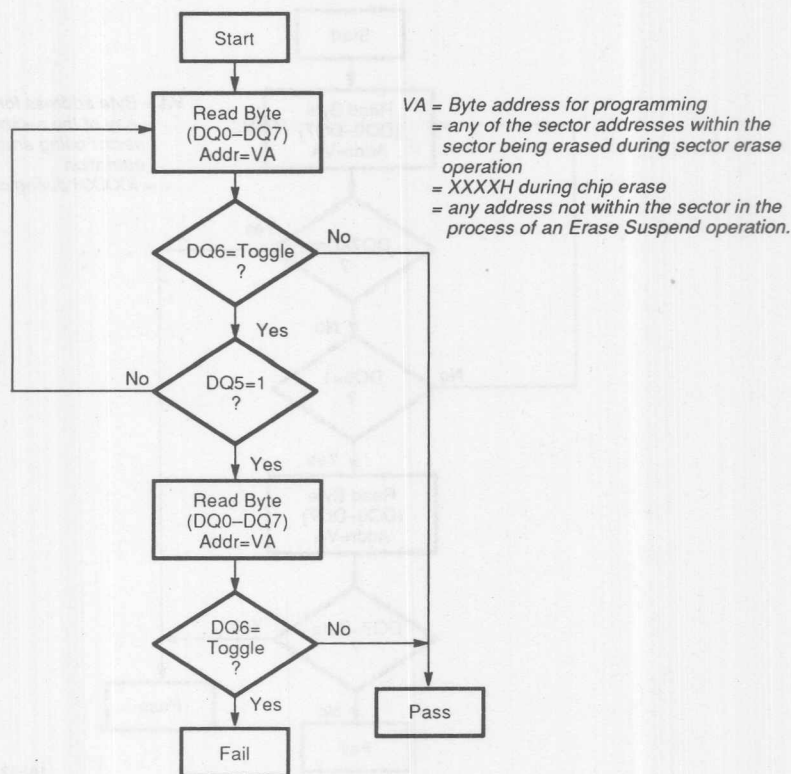 Start
Read Byte
(DQ0–DQ7)
Addr=VA
VA = Byte address for programming
= any of the sector addresses within the
sector being erased during sector erase
operation
= XXXXH during chip erase
= any address not within the sector in the
process of an Erase Suspend operation.
DQ6=Toggle
?
No
Yes
No
DQ5=1
?
Yes
Read Byte
(DQ0–DQ7)
Addr=VA
DQ6=
Toggle
?
No
Yes
Pass
Fail